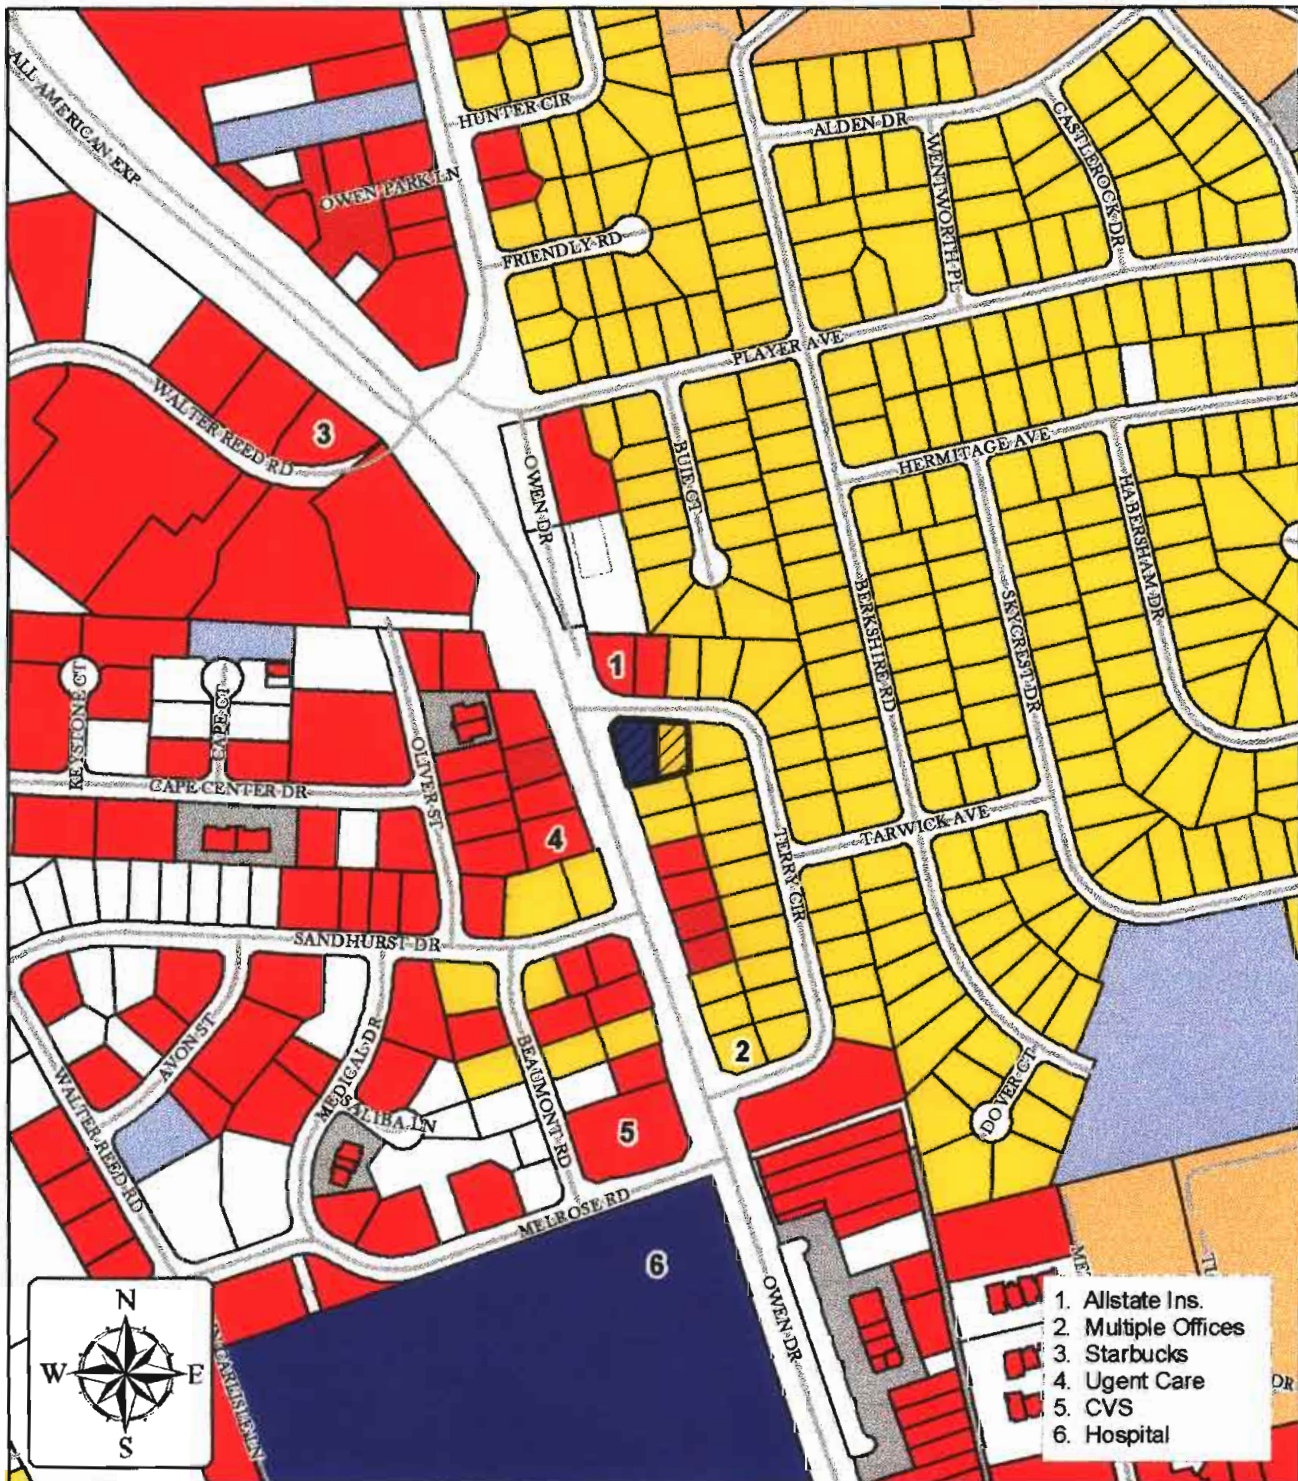 ALL AMERICAN EXP
HUNTER CIR
ALDEN DR
WENTWORTH PL
CASTLEROCK DR
OWEN PARK LN
FRIENDLY RD
PLAYER AVE
WALTER REED RD
3
OWEN DR
BUIE CT
HERMITAGE AVE
HABERSHAM DR
BERKSHIRE RD
SKYCREST DR
1
KEYSTONE CT
CAPE CT
OLIVER ST
CAPE CENTER DR
4
TERRY CIR
TARWICK AVE
SANDHURST DR
AVON ST
MEDICAL DR
BEAUMONT RD
2
DOVER CT
WALTER REED RD
SALIBA LN
5
MELROSE RD
6
OWEN DR
CARLISLE LN
N
W
E
S
1. Allstate Ins.
2. Multiple Offices
3. Starbucks
4. Ugent Care
5. CVS
6. Hospital
DR